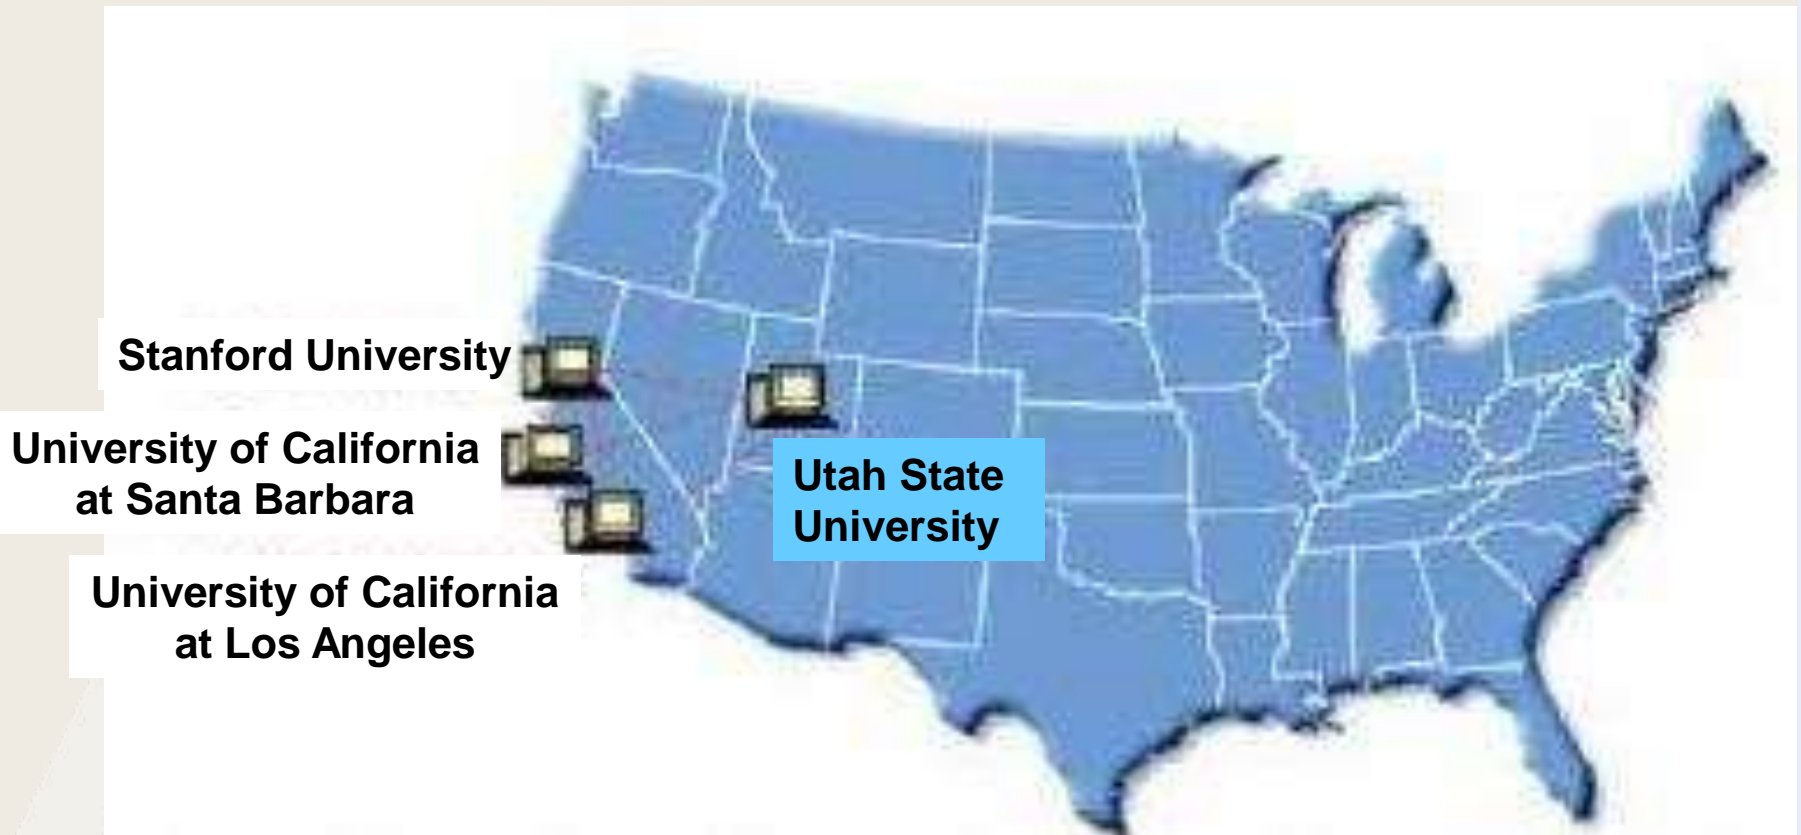 Stanford University
University of California
at Santa Barbara
University of California
at Los Angeles
Utah State
University